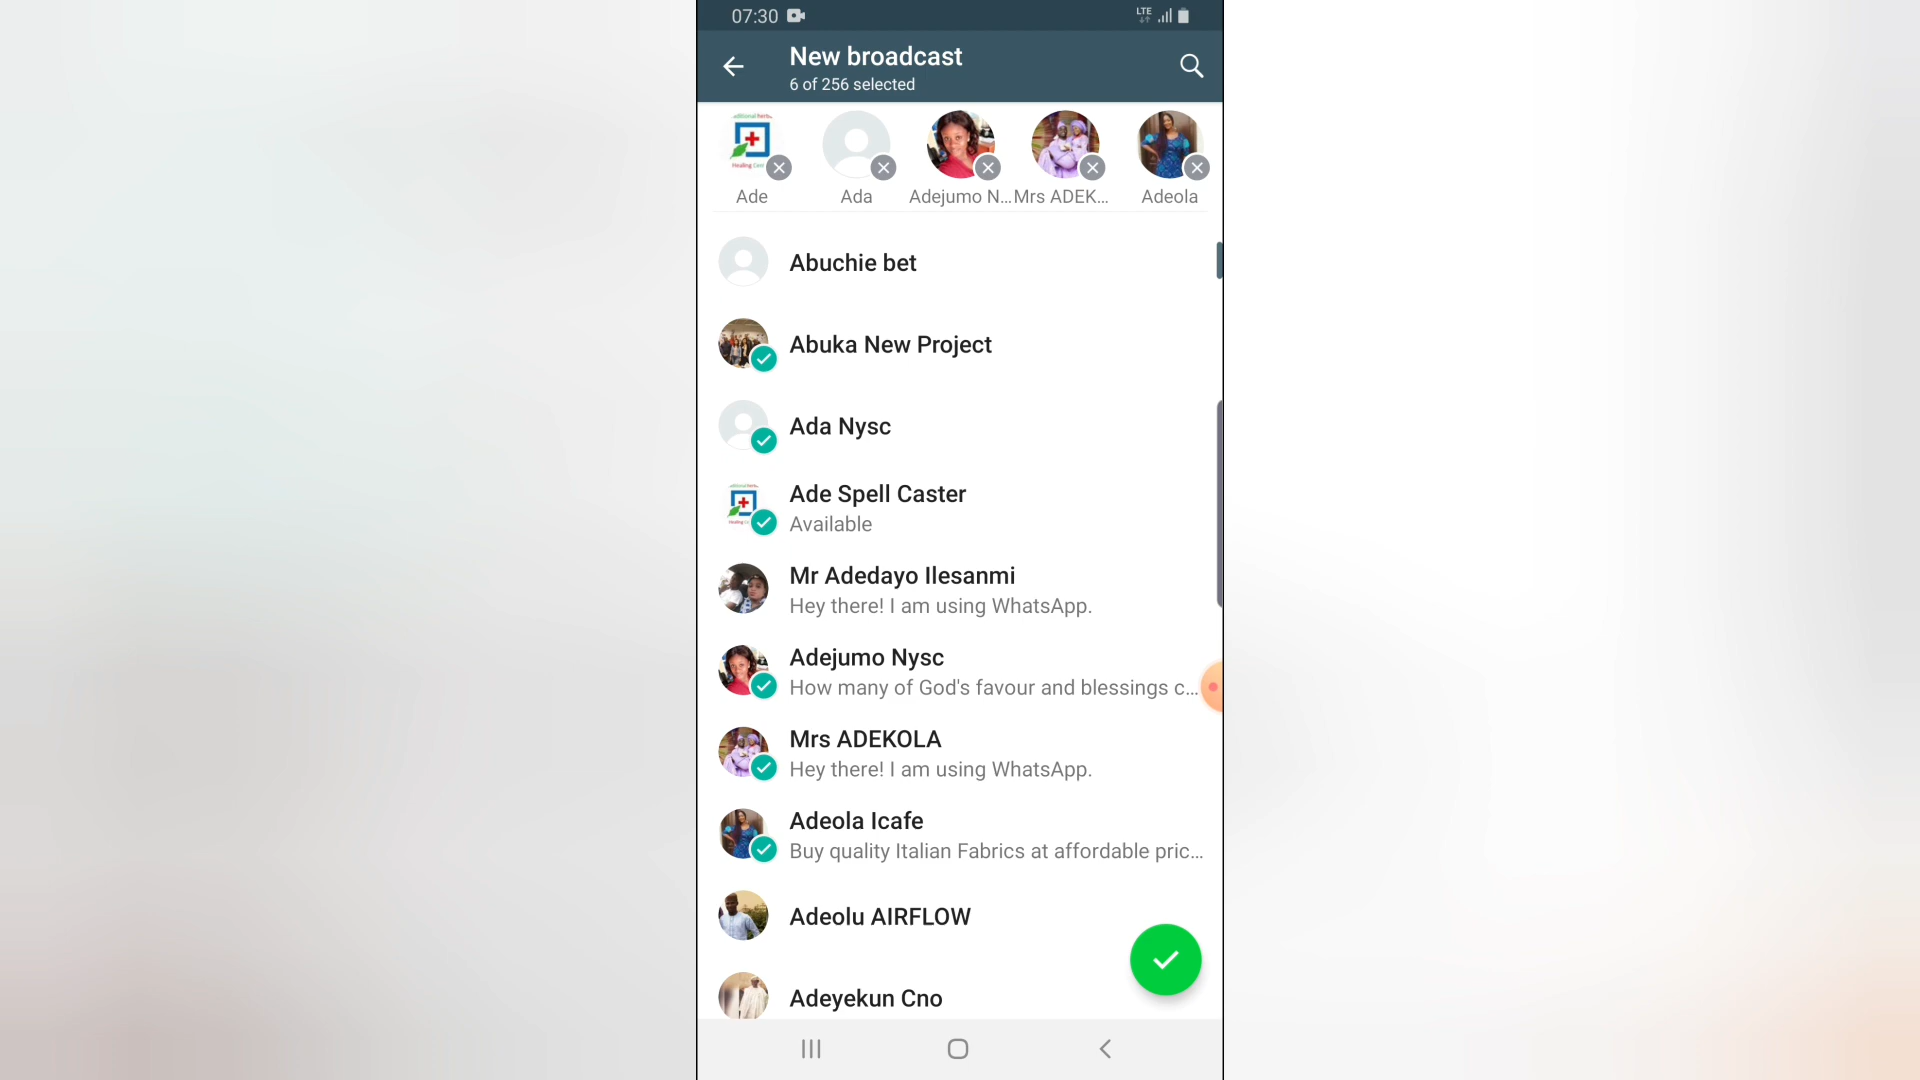 07:30
LTE
New broadcast
6 of 256 selected
Ade
Ada
Adejumo N...
Mrs ADEK...
Adeola
Abuchie bet
Abuka New Project
Ada Nysc
Ade Spell Caster
Available
Mr Adedayo Ilesanmi
Hey there! I am using WhatsApp.
Adejumo Nysc
How many of God's favour and blessings c...
Mrs ADEKOLA
Hey there! I am using WhatsApp.
Adeola Icafe
Buy quality Italian Fabrics at affordable pric...
Adeolu AIRFLOW
Adeyekun Cno